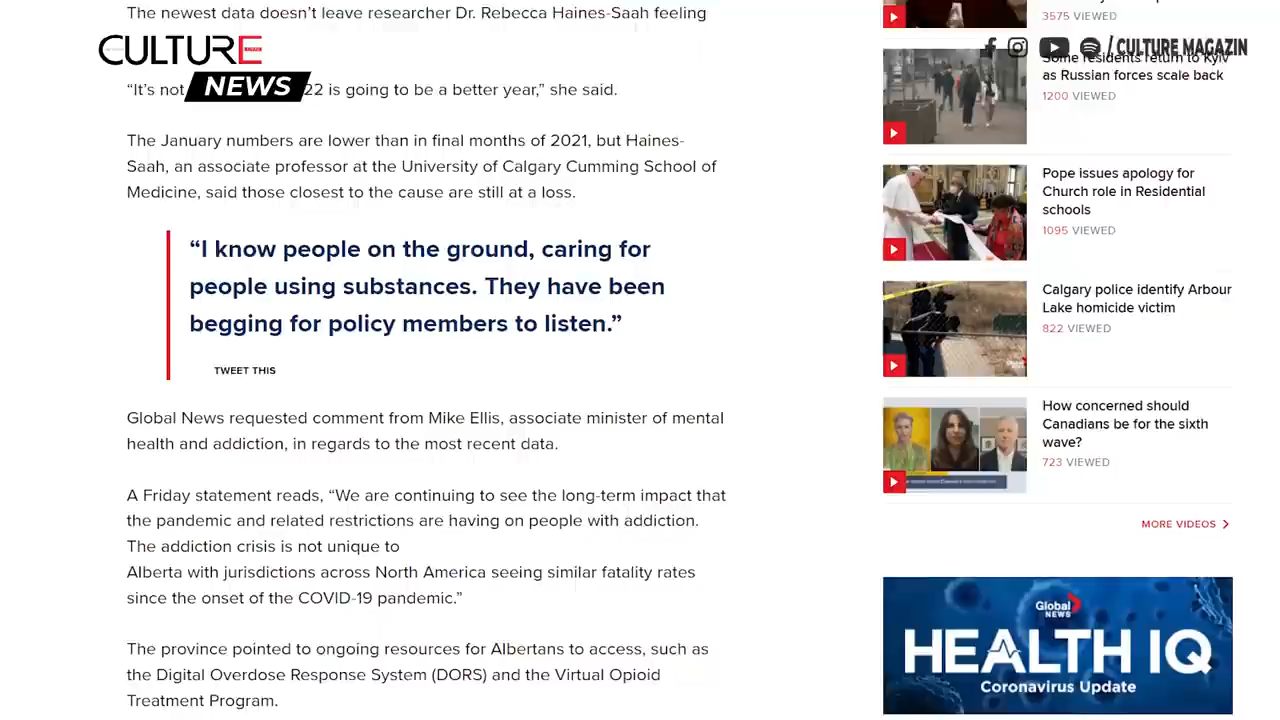 The newest data doesn’t leave researcher Dr. Rebecca Haines-Saah feeling
CULTURE
NEWS
“It’s not 22 is going to be a better year,” she said.
The January numbers are lower than in final months of 2021, but Haines-
Saah, an associate professor at the University of Calgary Cumming School of
Medicine, said those closest to the cause are still at a loss.
“I know people on the ground, caring for
people using substances. They have been
begging for policy members to listen.”
TWEET THIS
Global News requested comment from Mike Ellis, associate minister of mental
health and addiction, in regards to the most recent data.
A Friday statement reads, “We are continuing to see the long-term impact that
the pandemic and related restrictions are having on people with addiction.
The addiction crisis is not unique to
Alberta with jurisdictions across North America seeing similar fatality rates
since the onset of the COVID-19 pandemic.”
The province pointed to ongoing resources for Albertans to access, such as
the Digital Overdose Response System (DORS) and the Virtual Opioid
Treatment Program.
3575 VIEWED
/ CULTURE MAGAZIN
Some residents return to Kyiv
as Russian forces scale back
1200 VIEWED
Pope issues apology for
Church role in Residential
schools
1095 VIEWED
Calgary police identify Arbour
Lake homicide victim
822 VIEWED
How concerned should
Canadians be for the sixth
wave?
723 VIEWED
MORE VIDEOS
Global
NEWS
HEALTH IQ
Coronavirus Update